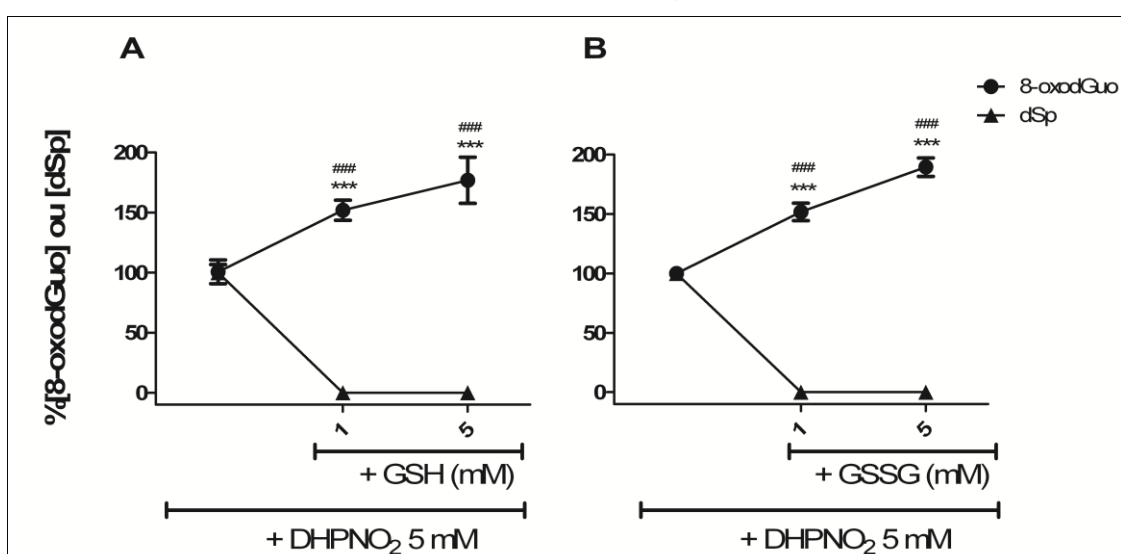 A
B
8-oxodGuo
dSp
%[8-oxodGuo] ou [dSp]
200
150
100
50
0
###
***
###
***
1
5
+ GSH (mM)
+ DHPNO₂ 5 mM
200
150
100
50
0
###
***
###
***
1
5
+ GSSG (mM)
+ DHPNO₂ 5 mM